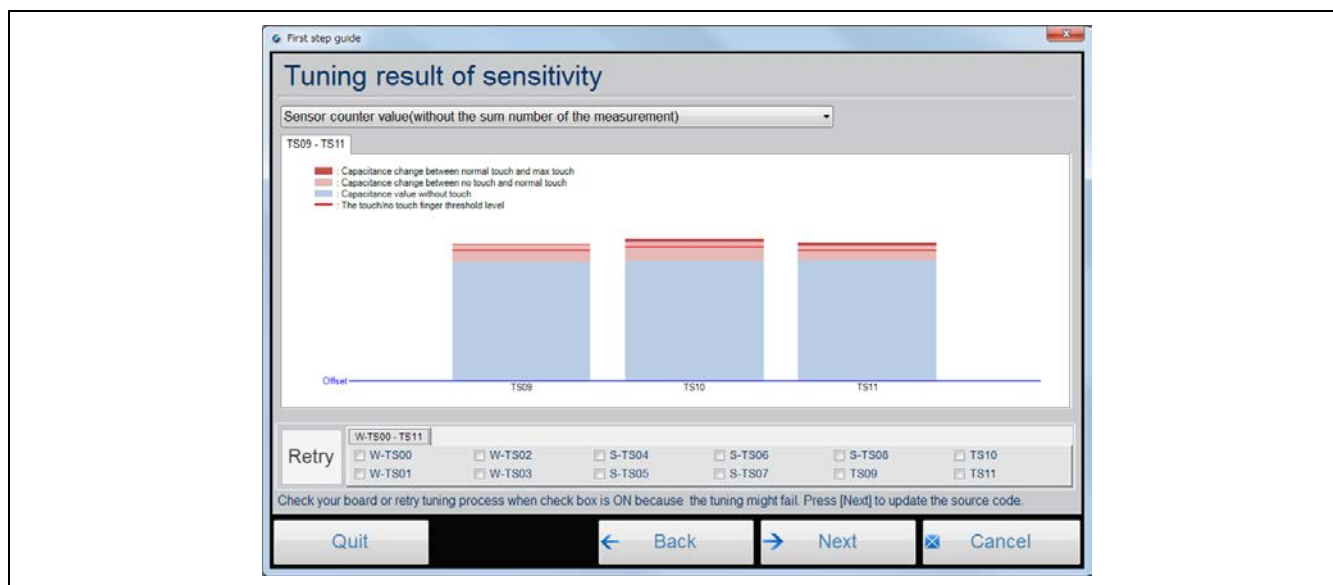 First step guide
x
Tuning result of sensitivity
Sensor counter value(without the sum number of the measurement)
TS09 - TS11
: Capacitance change between normal touch and max touch
: Capacitance change between no touch and normal touch
: Capacitance value without touch
: The touch/no touch finger threshold level
Offset
TS09 TS10 TS11
W-TS00 - TS11
Retry
W-TS00 W-TS02 S-TS04 S-TS06 S-TS08 TS10
W-TS01 W-TS03 S-TS05 S-TS07 TS09 TS11
Check your board or retry tuning process when check box is ON because the tuning might fail. Press [Next] to update the source code.
Quit Back Next Cancel